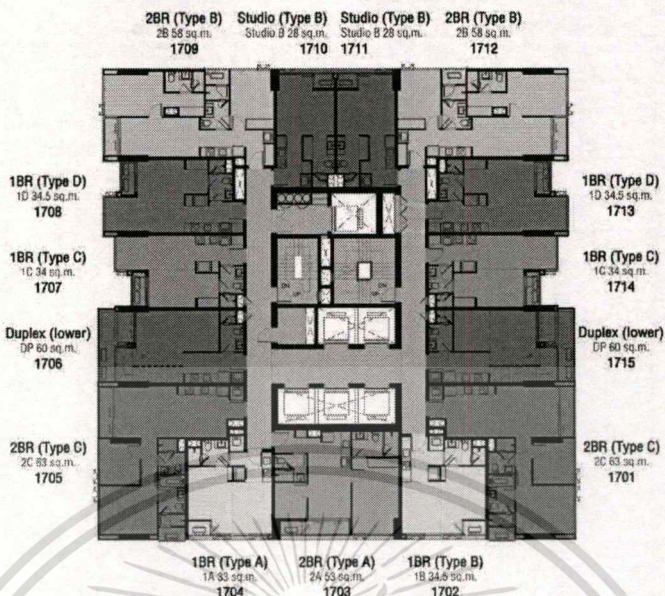 2BR (Type B)
2B 58 sq.m.
1709
Studio (Type B)
Studio B 28 sq.m.
1710
Studio (Type B)
Studio B 28 sq.m.
1711
2BR (Type B)
2B 58 sq.m.
1712
1BR (Type D)
1D 34.5 sq.m.
1708
1BR (Type D)
1D 34.5 sq.m.
1713
1BR (Type C)
1C 34 sq.m.
1707
1BR (Type C)
1C 34 sq.m.
1714
DN
UP
DN
UP
Duplex (lower)
DP 60 sq.m.
1706
Duplex (lower)
DP 60 sq.m.
1715
2BR (Type C)
2C 63 sq.m.
1705
2BR (Type C)
2C 63 sq.m.
1701
1BR (Type A)
1A 33 sq.m.
1704
2BR (Type A)
2A 53 sq.m.
1703
1BR (Type B)
1B 34.5 sq.m.
1702